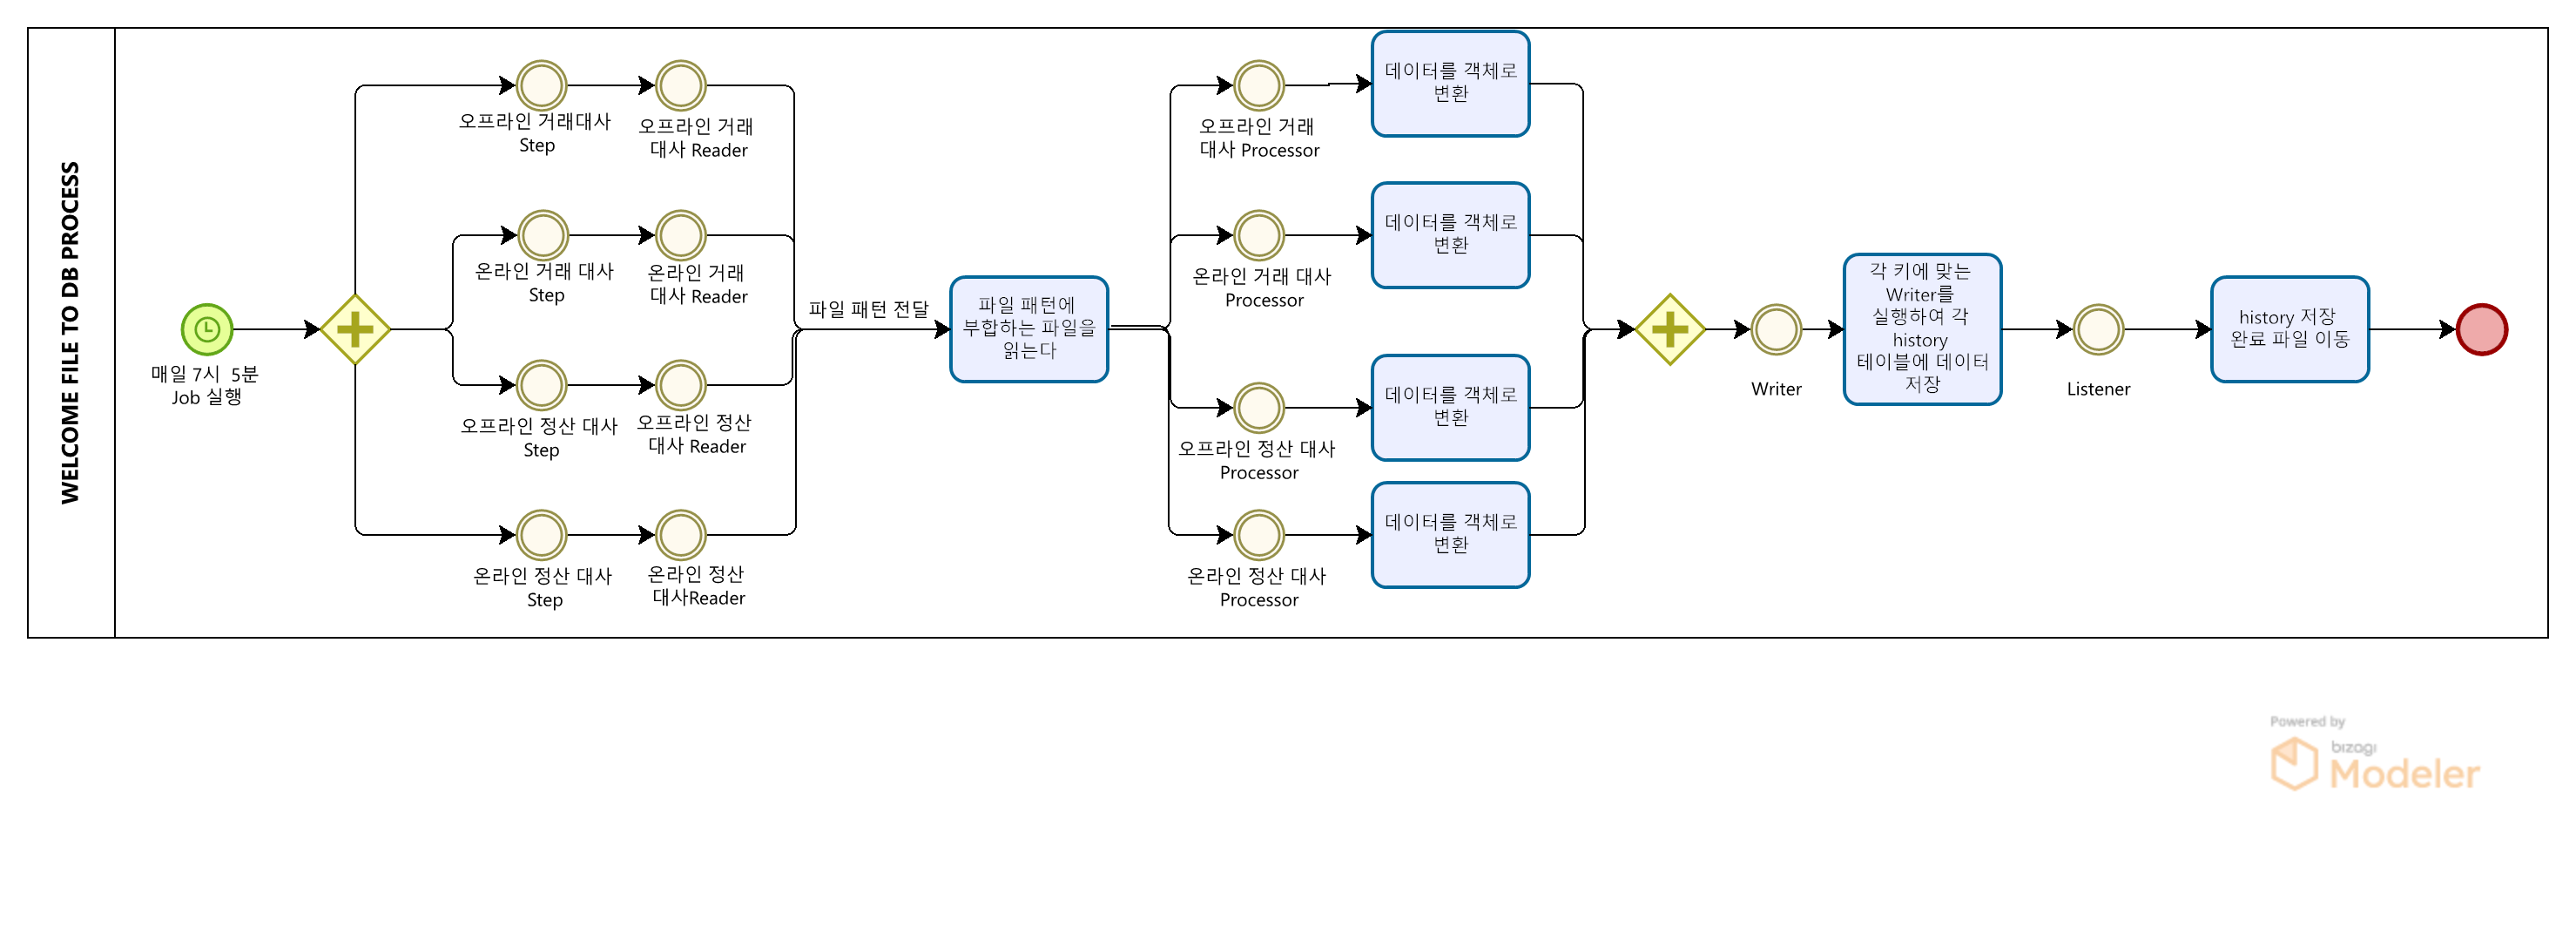 WELCOME FILE TO DB PROCESS
매일 7시  5분
Job 실행
오프라인 거래대사
Step
오프라인 거래
대사 Reader
온라인 거래 대사
Step
온라인 거래
대사 Reader
오프라인 정산 대사
Step
오프라인 정산
대사 Reader
온라인 정산 대사
Step
온라인 정산
대사Reader
파일 패턴 전달
파일 패턴에
부합하는 파일을
읽는다
오프라인 거래
대사 Processor
데이터를 객체로
변환
온라인 거래 대사
Processor
데이터를 객체로
변환
오프라인 정산 대사
Processor
데이터를 객체로
변환
온라인 정산 대사
Processor
데이터를 객체로
변환
Writer
각 키에 맞는
Writer를
실행하여 각
history
테이블에 데이터
저장
Listener
history 저장
완료 파일 이동
Powered by
bizagi
Modeler